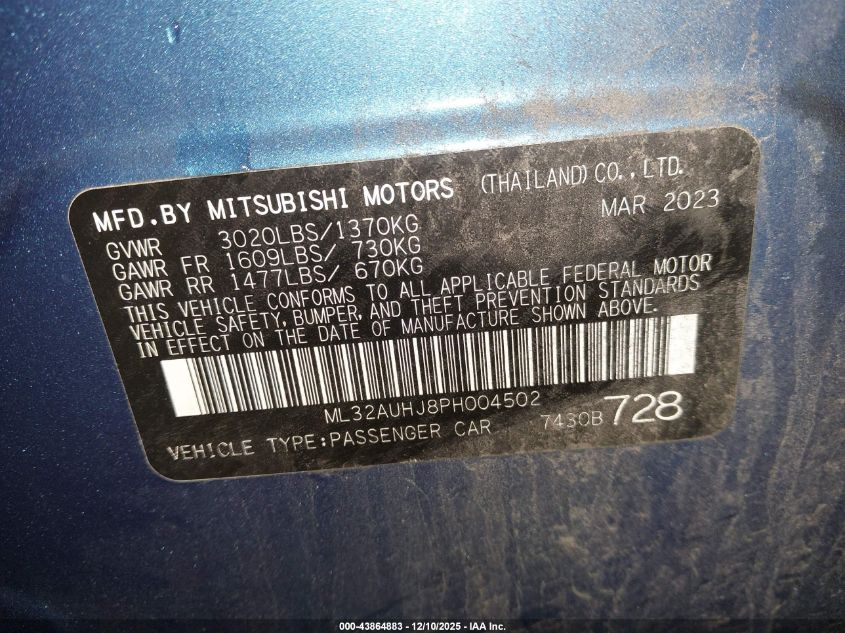 MFD.BY MITSUBISHI MOTORS (THAILAND) CO., LTD.
MAR 2023
GVWR 3020LBS/1370KG
GAWR FR 1609LBS/ 730KG
GAWR RR 1477LBS/ 670KG
THIS VEHICLE CONFORMS TO ALL APPLICABLE FEDERAL MOTOR
VEHICLE SAFETY, BUMPER, AND THEFT PREVENTION STANDARDS
IN EFFECT ON THE DATE OF MANUFACTURE SHOWN ABOVE.
ML32AUHJ8PH004502
VEHICLE TYPE:PASSENGER CAR 7430B 728
000-43864883 - 12/10/2025 - IAA Inc.